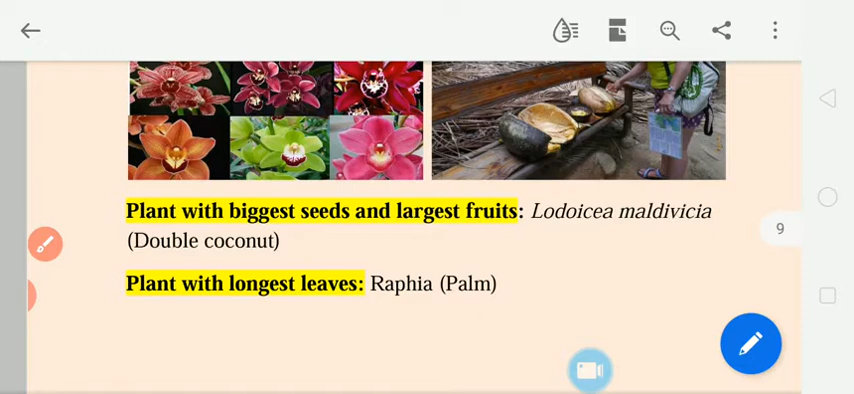 Plant with biggest seeds and largest fruits: Lodoicea maldivicia
(Double coconut)
9
Plant with longest leaves: Raphia (Palm)